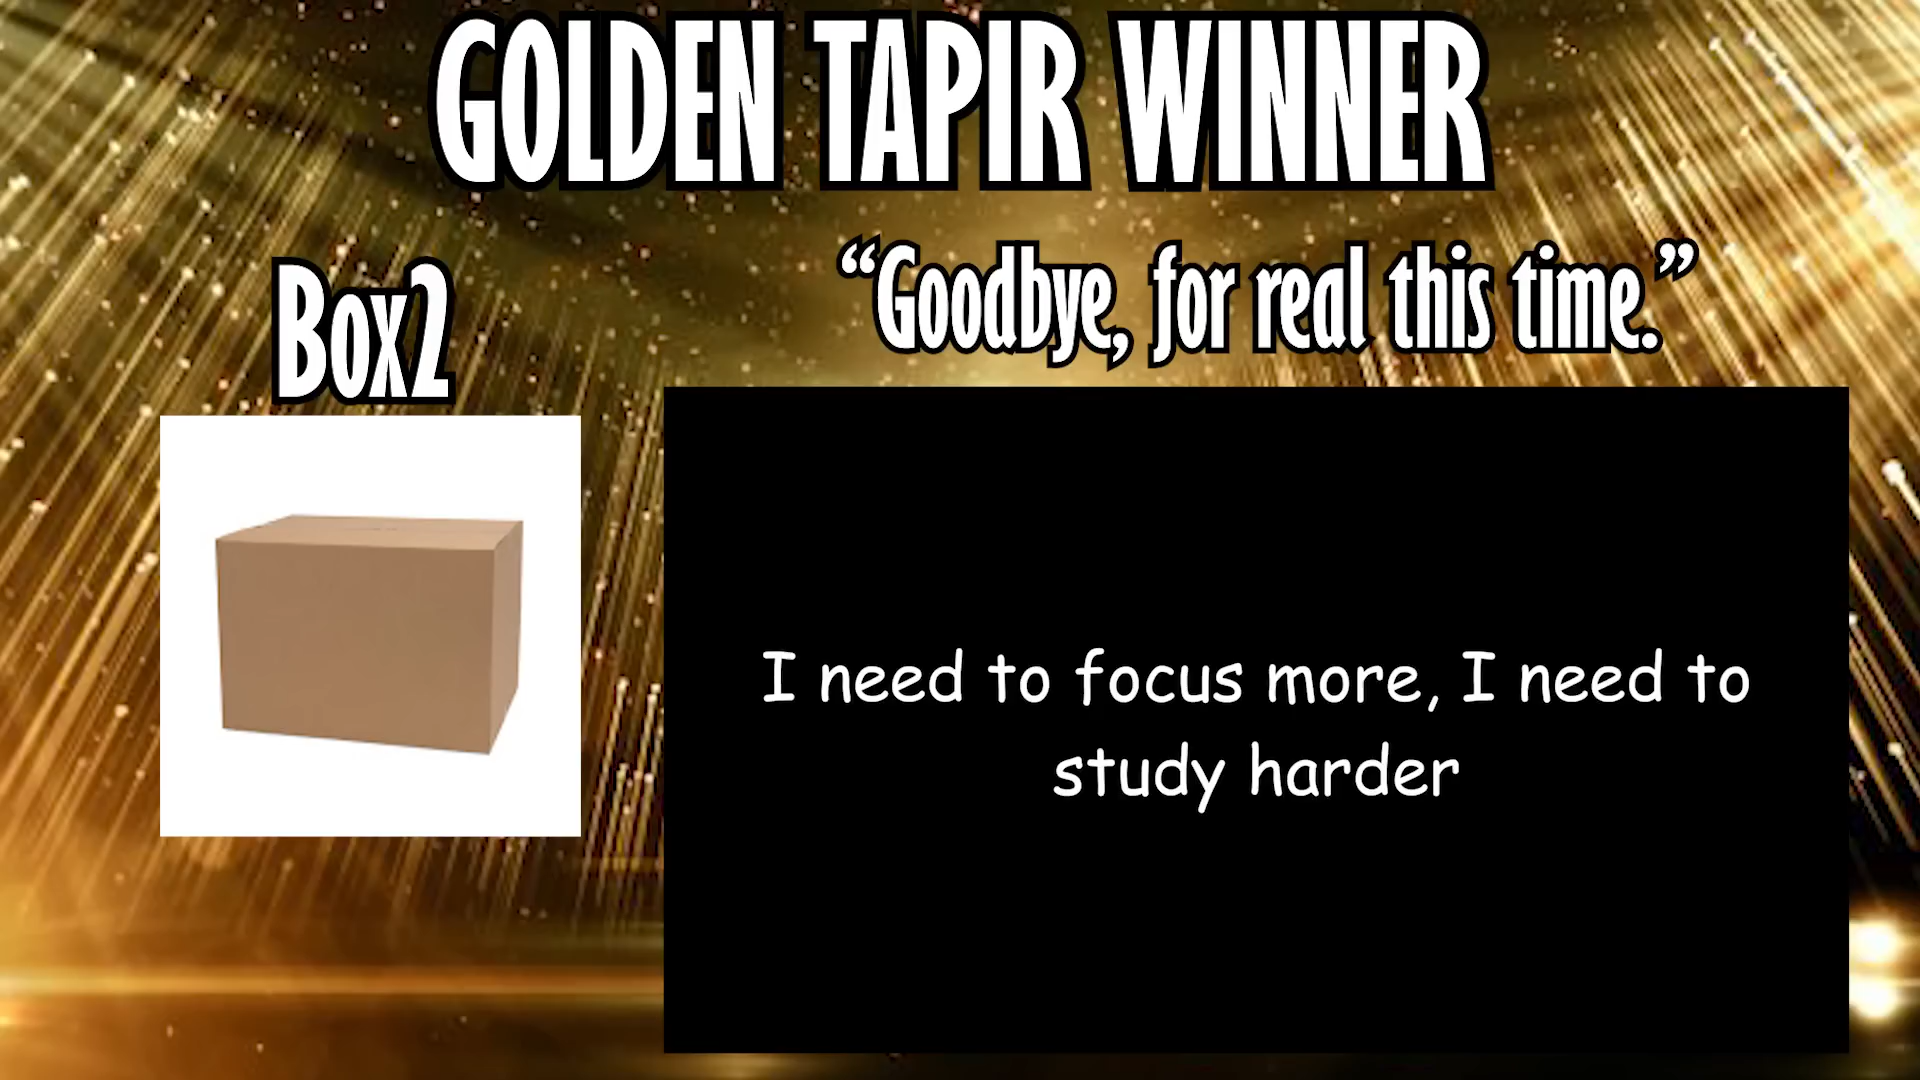 GOLDEN TAPIR WINNER
Box2
“Goodbye, for real this time.”
I need to focus more, I need to
study harder